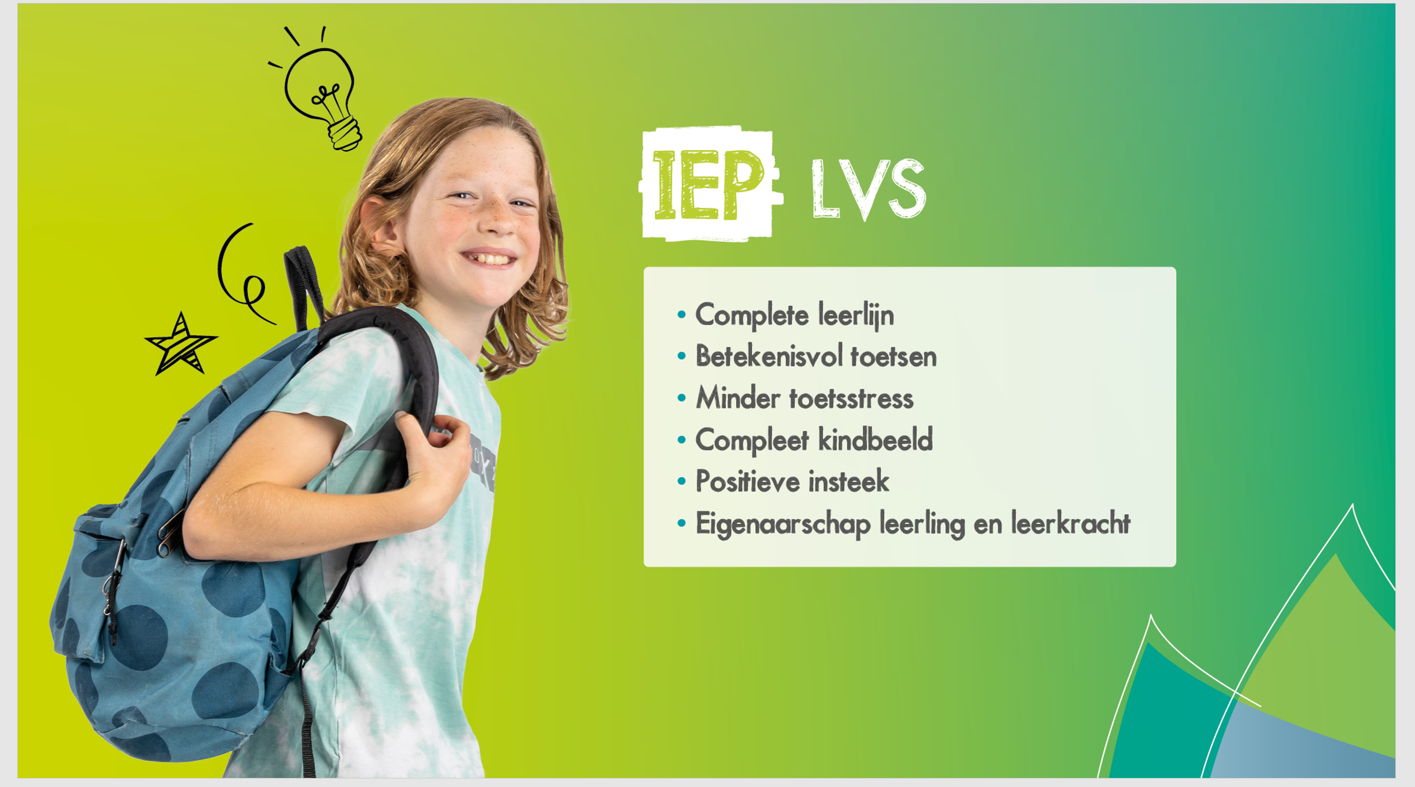 IEP LVS
• Complete leerlijn
• Betekenisvol toetsen
• Minder toetsstress
• Compleet kindbeeld
• Positieve insteek
• Eigenaarschap leerling en leerkracht